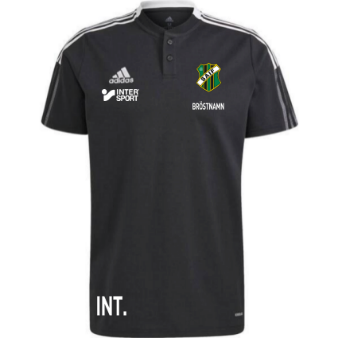 adidas
INTER
SPORT
BRÖSTNAMN
INT.